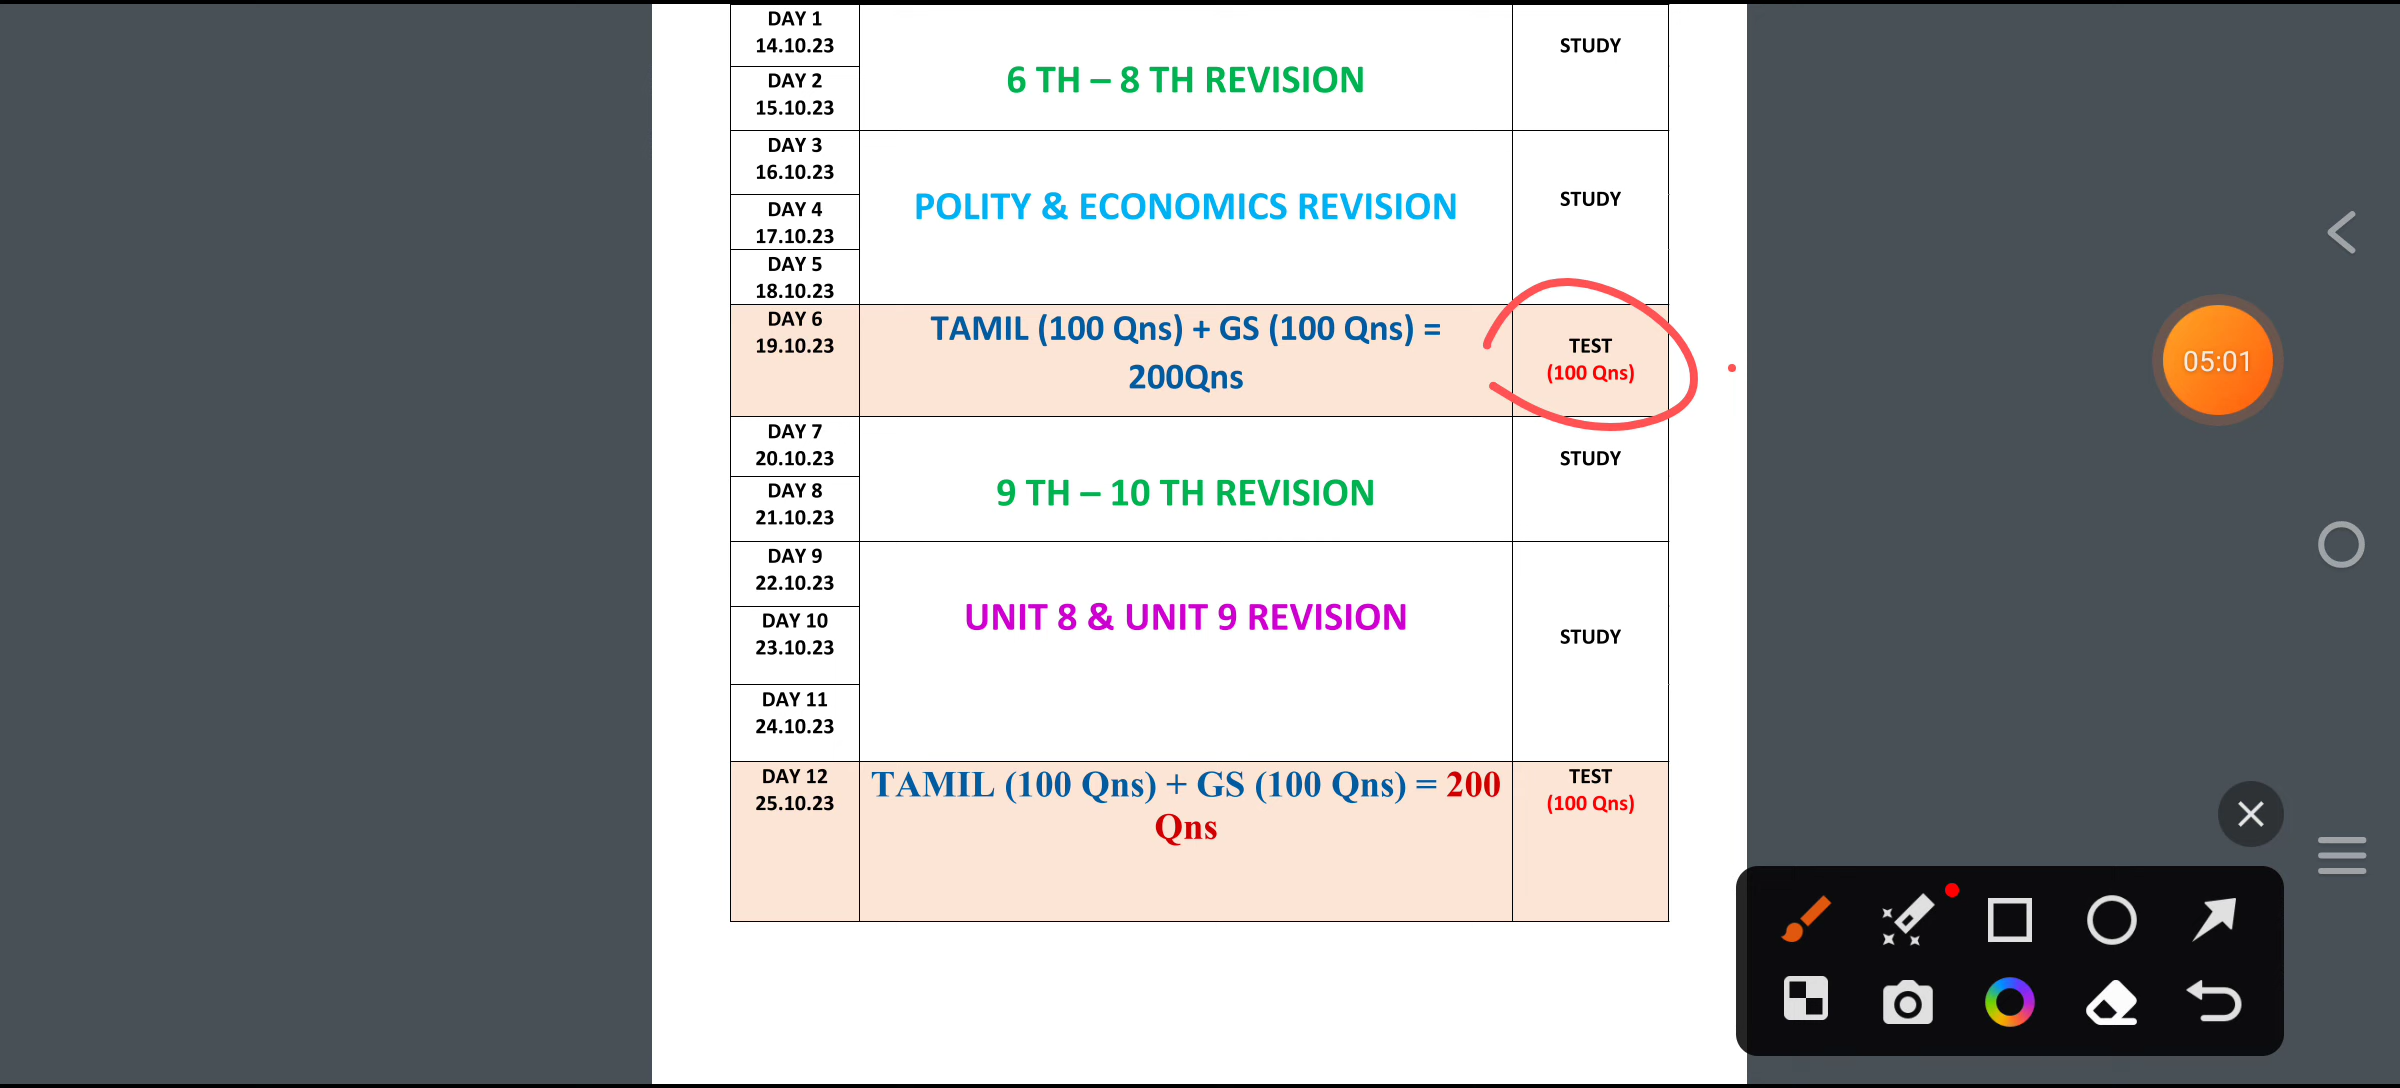 DAY 1
14.10.23
6 TH – 8 TH REVISION
STUDY
DAY 2
15.10.23
DAY 3
16.10.23
POLITY & ECONOMICS REVISION
STUDY
DAY 4
17.10.23
DAY 5
18.10.23
DAY 6
19.10.23
TAMIL (100 Qns) + GS (100 Qns) =
200Qns
TEST
(100 Qns)
DAY 7
20.10.23
9 TH – 10 TH REVISION
STUDY
DAY 8
21.10.23
DAY 9
22.10.23
UNIT 8 & UNIT 9 REVISION
STUDY
DAY 10
23.10.23
DAY 11
24.10.23
DAY 12
25.10.23
TAMIL (100 Qns) + GS (100 Qns) = 200
Qns
TEST
(100 Qns)
05:01